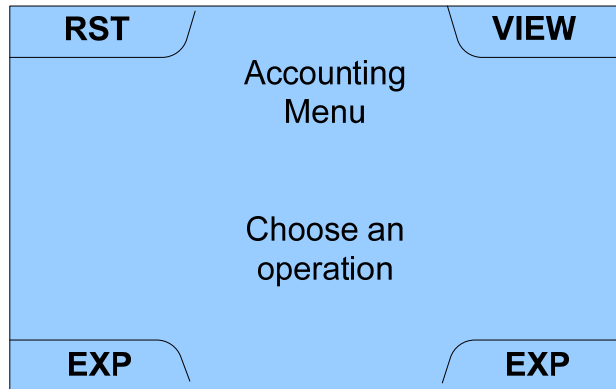 RST
VIEW
Accounting
Menu
Choose an
operation
EXP
EXP